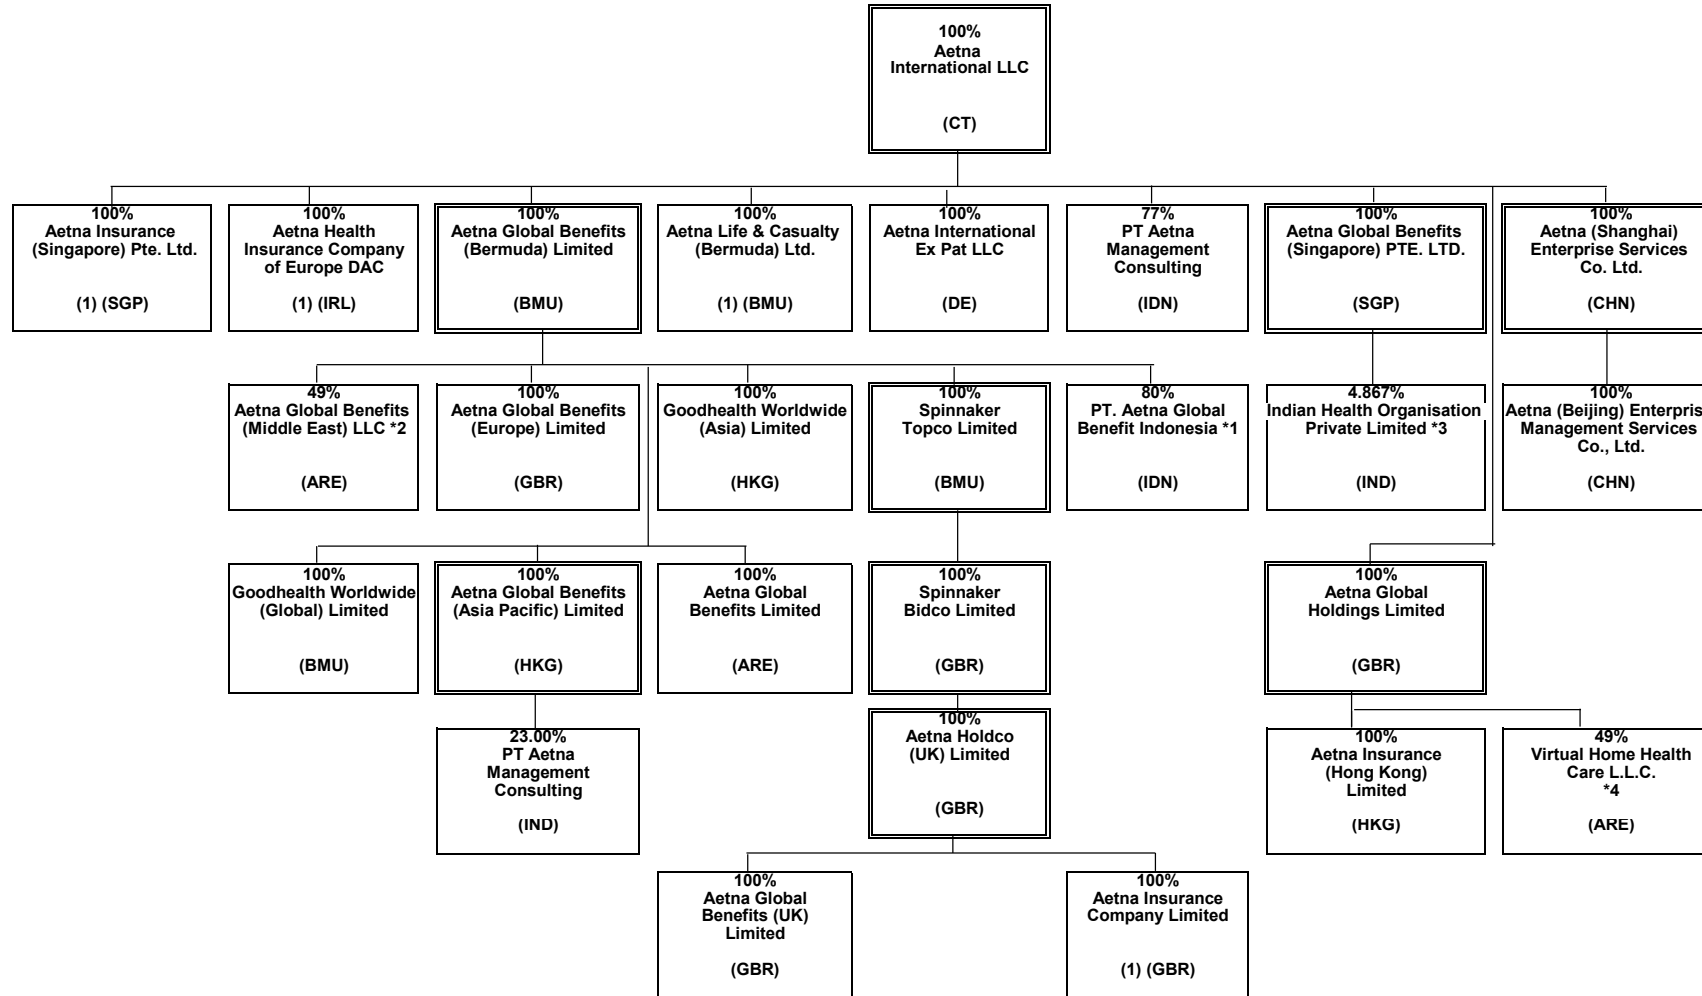 100%
Aetna
International LLC
(CT)
100%
Aetna Insurance
(Singapore) Pte. Ltd.
(1) (SGP)
100%
Aetna Health
Insurance Company
of Europe DAC
(1) (IRL)
100%
Aetna Global Benefits
(Bermuda) Limited
(BMU)
100%
Aetna Life & Casualty
(Bermuda) Ltd.
(1) (BMU)
100%
Aetna International
Ex Pat LLC
(DE)
77%
PT Aetna
Management
Consulting
(IDN)
100%
Aetna Global Benefits
(Singapore) PTE. LTD.
(SGP)
100%
Aetna (Shanghai)
Enterprise Services
Co. Ltd.
(CHN)
49%
Aetna Global Benefits
(Middle East) LLC *2
(ARE)
100%
Aetna Global Benefits
(Europe) Limited
(GBR)
100%
Goodhealth Worldwide
(Asia) Limited
(HKG)
100%
Spinnaker
Topco Limited
(BMU)
80%
PT. Aetna Global
Benefit Indonesia *1
(IDN)
4.867%
Indian Health Organisation
Private Limited *3
(IND)
100%
Aetna (Beijing) Enterpris
Management Services
Co., Ltd.
(CHN)
100%
Goodhealth Worldwide
(Global) Limited
(BMU)
100%
Aetna Global Benefits
(Asia Pacific) Limited
(HKG)
100%
Aetna Global
Benefits Limited
(ARE)
100%
Spinnaker
Bidco Limited
(GBR)
100%
Aetna Global
Holdings Limited
(GBR)
23.00%
PT Aetna
Management
Consulting
(IND)
100%
Aetna Holdco
(UK) Limited
(GBR)
100%
Aetna Insurance
(Hong Kong)
Limited
(HKG)
49%
Virtual Home Health
Care L.L.C.
*4
(ARE)
100%
Aetna Global
Benefits (UK)
Limited
(GBR)
100%
Aetna Insurance
Company Limited
(1) (GBR)